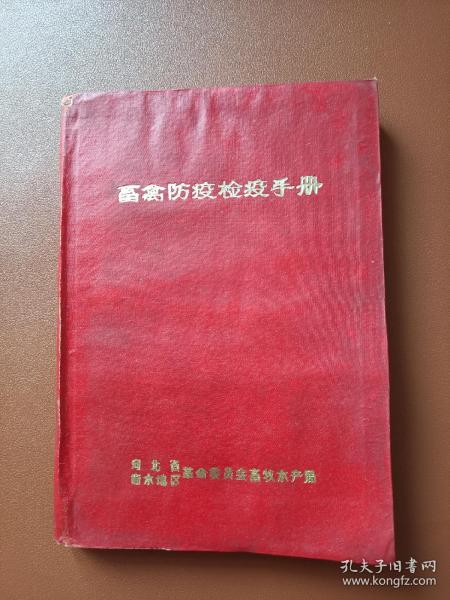 畜禽防疫检疫手册
河北省
衡水地区革命委员会畜牧水产局
孔夫子旧书网
www.kongfz.com